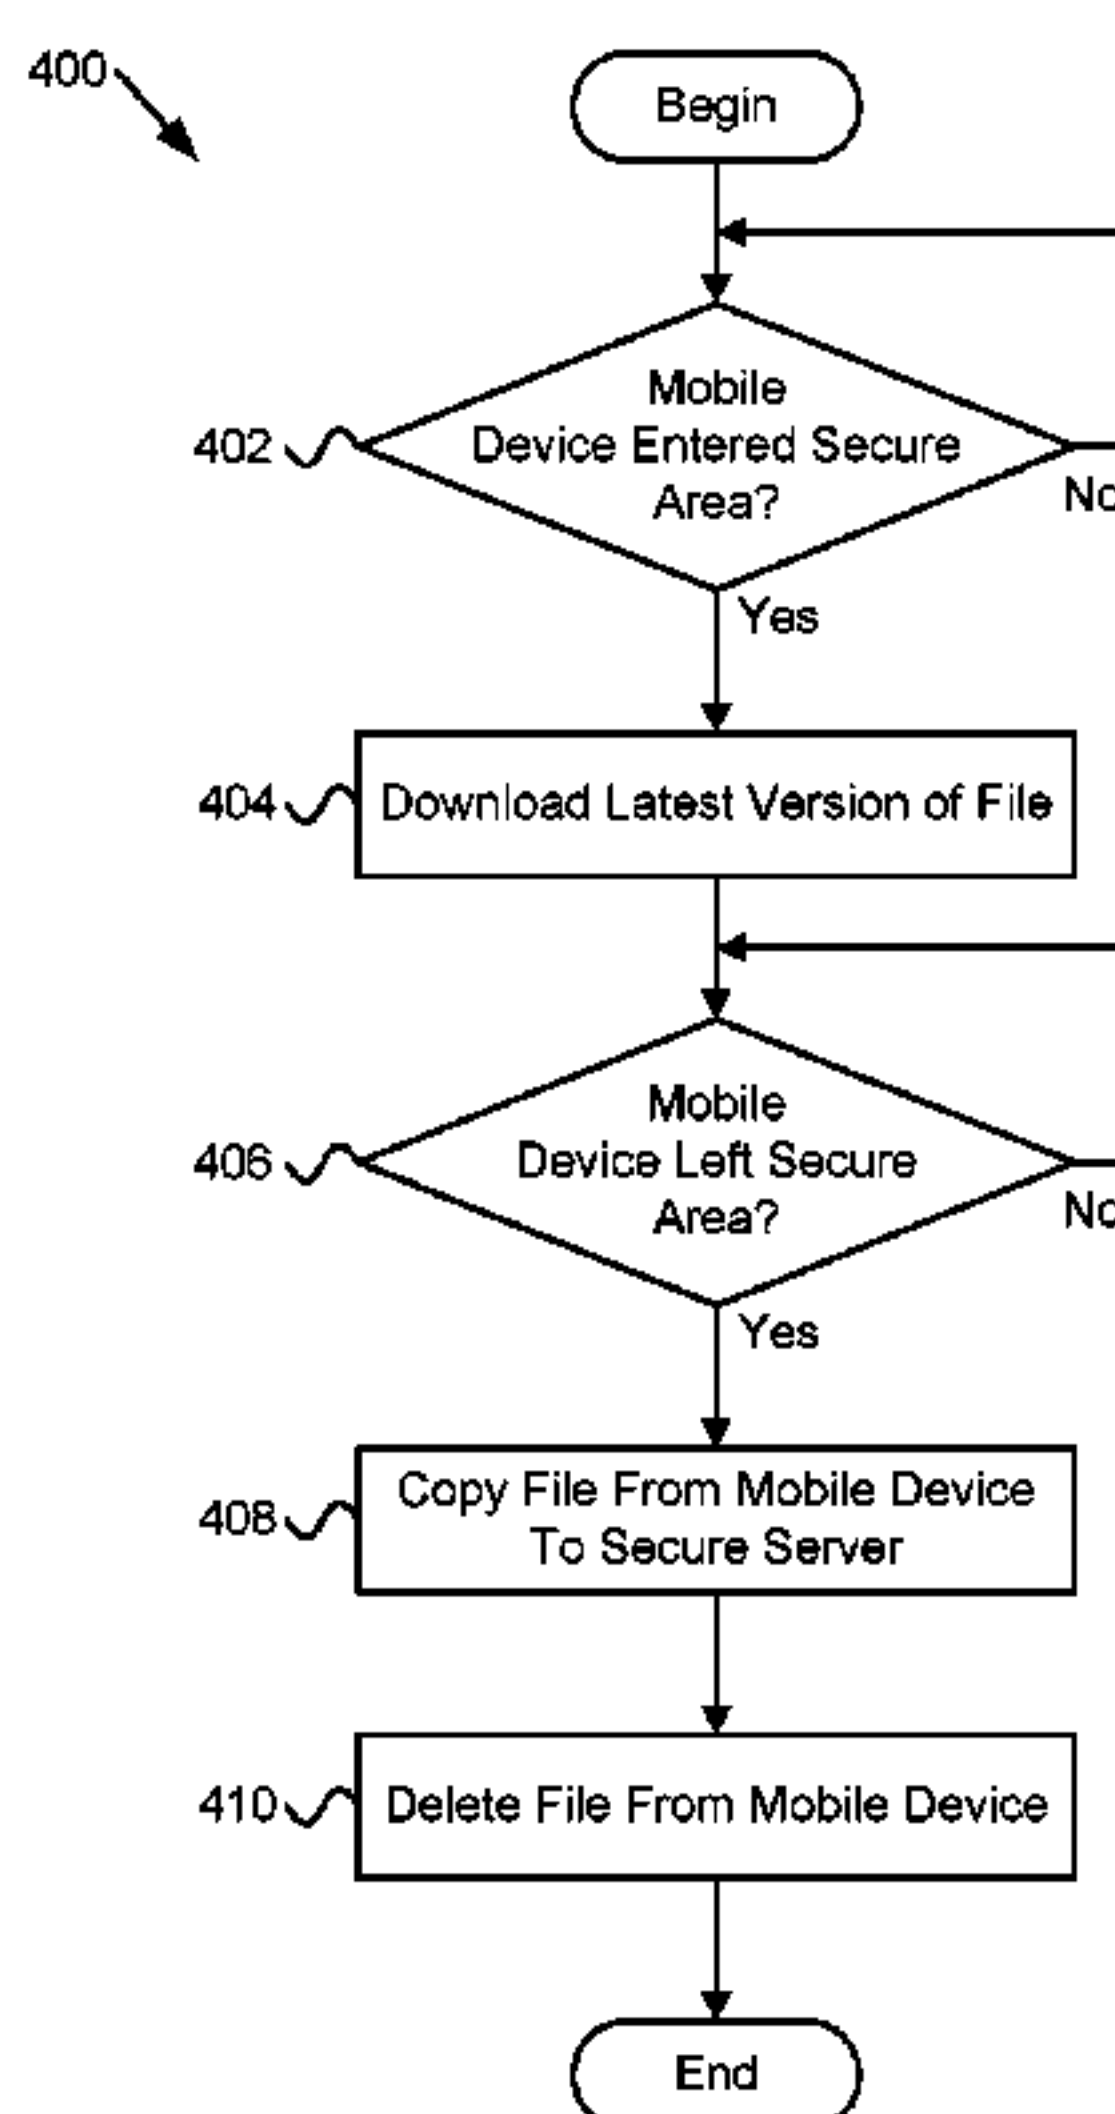 400
Begin
Mobile
Device Entered Secure
Area?
402
No
Yes
404
Download Latest Version of File
Mobile
Device Left Secure
Area?
406
No
Yes
Copy File From Mobile Device
To Secure Server
408
410
Delete File From Mobile Device
End